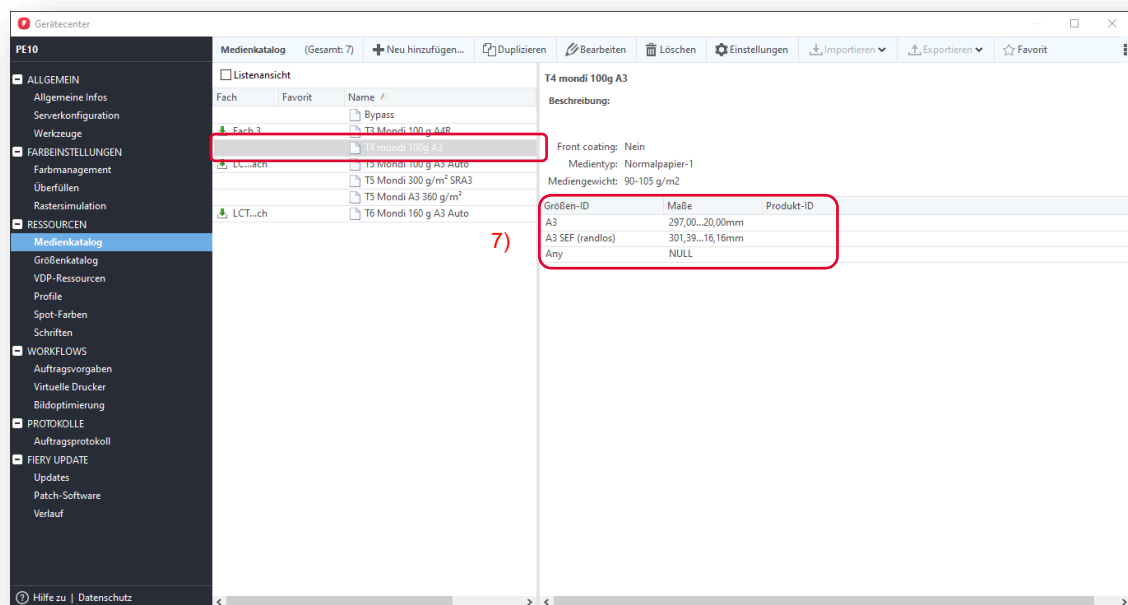 Gerätecenter
PE10
Medienkatalog (Gesamt: 7) Neu hinzufügen... Duplizieren Bearbeiten Löschen Einstellungen Importieren Exportieren Favorit
ALLGEMEIN
Allgemeine Infos
Serverkonfiguration
Werkzeuge
FARBEINSTELLUNGEN
Farbmanagement
Überfüllen
Rastersimulation
RESSOURCEN
Medienkatalog
Größenkatalog
VDP-Ressourcen
Profile
Spot-Farben
Schriften
WORKFLOWS
Auftragsvorgaben
Virtuelle Drucker
Bildoptimierung
PROTOKOLLE
Auftragsprotokoll
FIERY UPDATE
Updates
Patch-Software
Verlauf
Hilfe zu | Datenschutz
Listenansicht
Fach Favorit Name
Bypass
Fach 3 T3 Mondi 100 g A4R
T4 mondi 100g A3
LC...ach T5 Mondi 100 g A3 Auto
T5 Mondi 300 g/m² SRA3
T5 Mondi A3 360 g/m²
LCT...ch T6 Mondi 160 g A3 Auto
7)
T4 mondi 100g A3
Beschreibung:
Front coating: Nein
Medientyp: Normalpapier-1
Mediengewicht: 90-105 g/m2
Größen-ID Maße Produkt-ID
A3 297,00...20,00mm
A3 SEF (randlos) 301,39...16,16mm
Any NULL